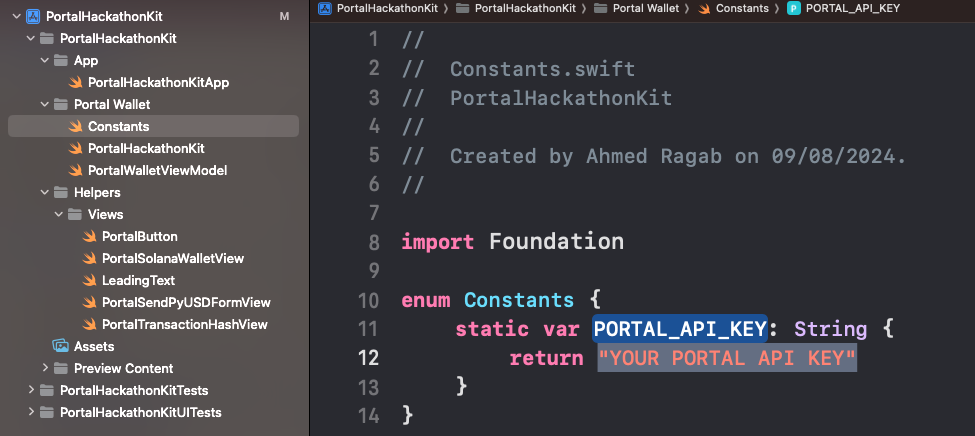 PortalHackathonKit M
PortalHackathonKit
App
PortalHackathonKitApp
Portal Wallet
Constants
PortalHackathonKit
PortalWalletViewModel
Helpers
Views
PortalButton
PortalSolanaWalletView
LeadingText
PortalSendPyUSDFormView
PortalTransactionHashView
Assets
Preview Content
PortalHackathonKitTests
PortalHackathonKitUITests
PortalHackathonKit PortalHackathonKit Portal Wallet Constants P PORTAL_API_KEY
1 //
2 //  Constants.swift
3 //  PortalHackathonKit
4 //
5 //  Created by Ahmed Ragab on 09/08/2024.
6 //
7
8 import Foundation
9
10 enum Constants {
11     static var PORTAL_API_KEY: String {
12         return "YOUR PORTAL API KEY"
13     }
14 }